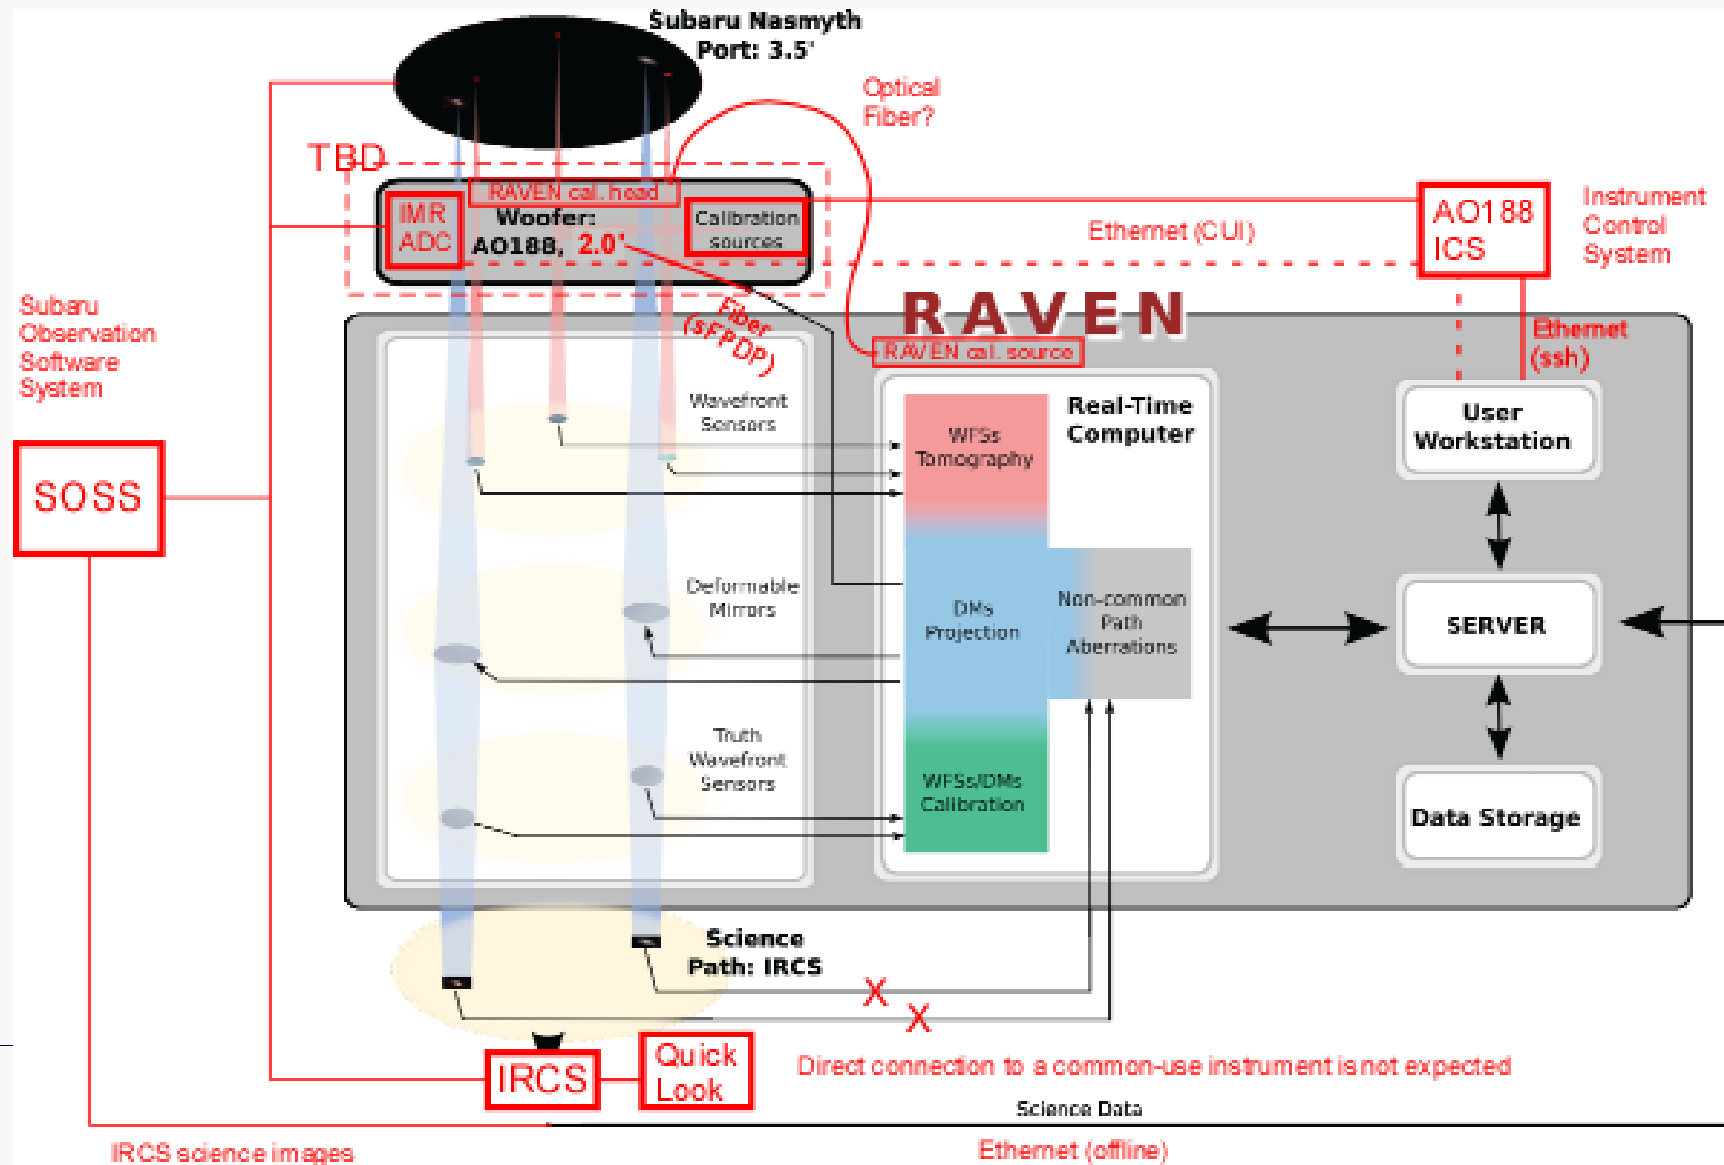 Subaru Nasmyth
Port: 3.5'
Optical
Fiber?
TBD
RAVEN cal. head
IMR
ADC
Woofer:
AO188, 2.0'
Calibration
sources
Ethernet (CUI)
AO188
ICS
Instrument
Control
System
Subaru
Observation
Software
System
Fiber
(sFPDP)
RAVEN
RAVEN cal. source
Ethernet
(ssh)
Wavefront
Sensors
WFSs
Tomography
Real-Time
Computer
User
Workstation
SOSS
Deformable
Mirrors
DMs
Projection
Non-common
Path
Aberrations
SERVER
Truth
Wavefront
Sensors
WFSs/DMs
Calibration
Data Storage
Science
Path: IRCS
X
X
IRCS
Quick
Look
Direct connection to a common-use instrument is not expected
Science Data
IRCS science images
Ethernet (offline)